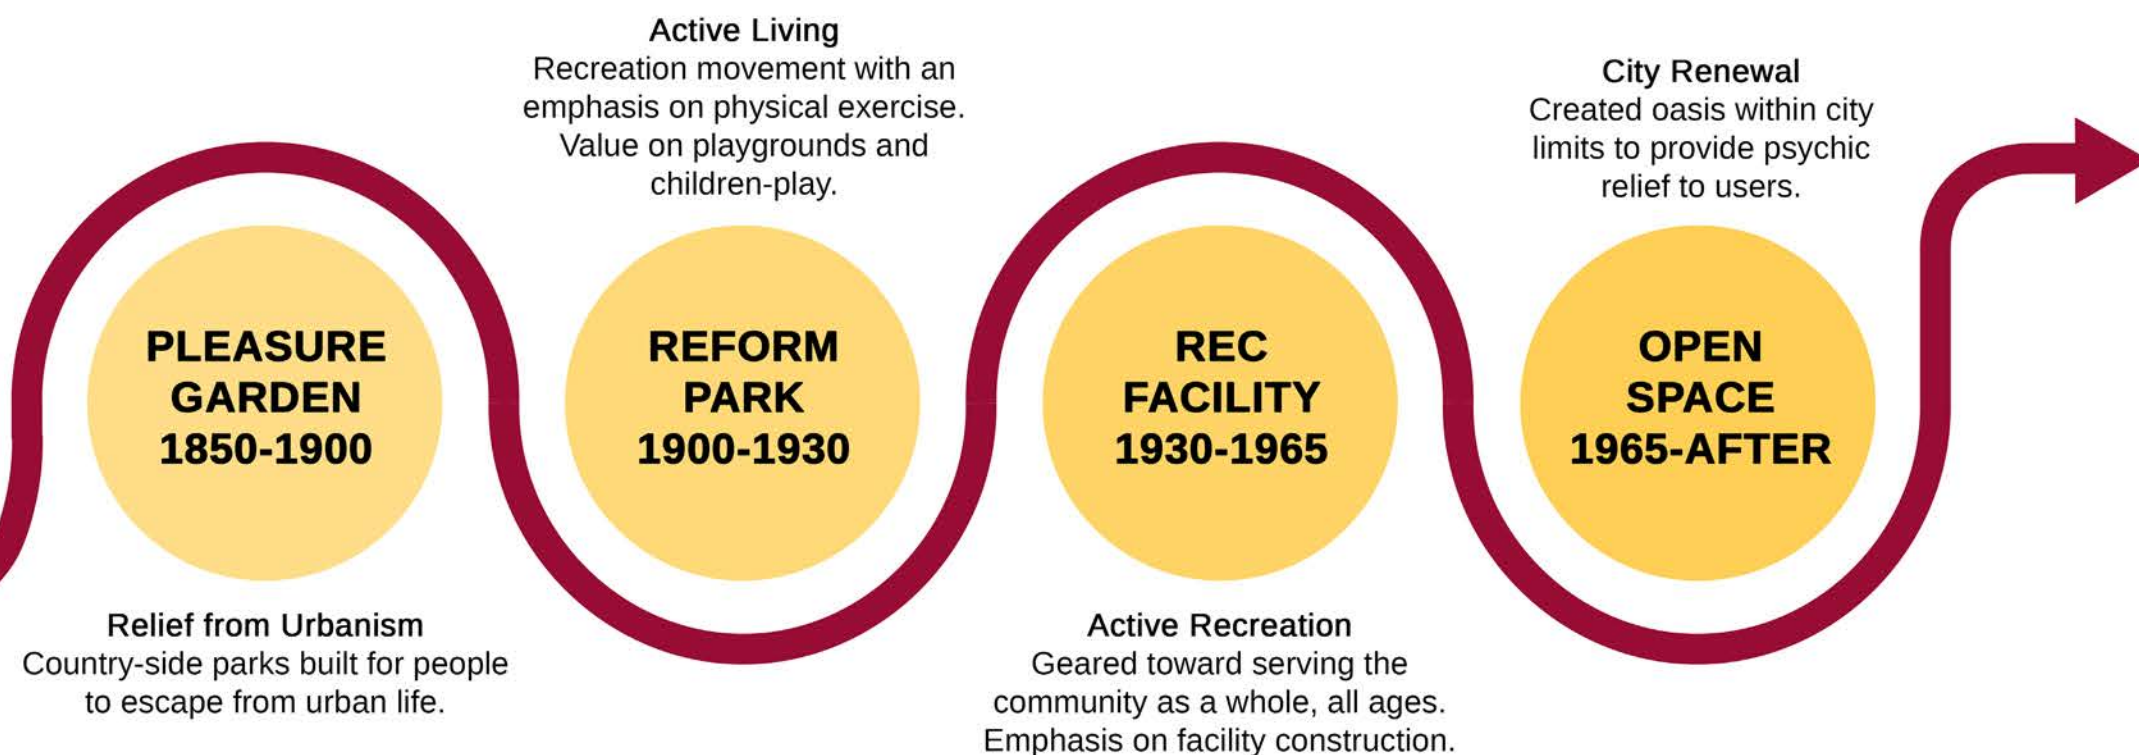 PLEASURE
GARDEN
1850-1900
Relief from Urbanism
Country-side parks built for people
to escape from urban life.
Active Living
Recreation movement with an
emphasis on physical exercise.
Value on playgrounds and
children-play.
REFORM
PARK
1900-1930
REC
FACILITY
1930-1965
Active Recreation
Geared toward serving the
community as a whole, all ages.
Emphasis on facility construction.
City Renewal
Created oasis within city
limits to provide psychic
relief to users.
OPEN
SPACE
1965-AFTER